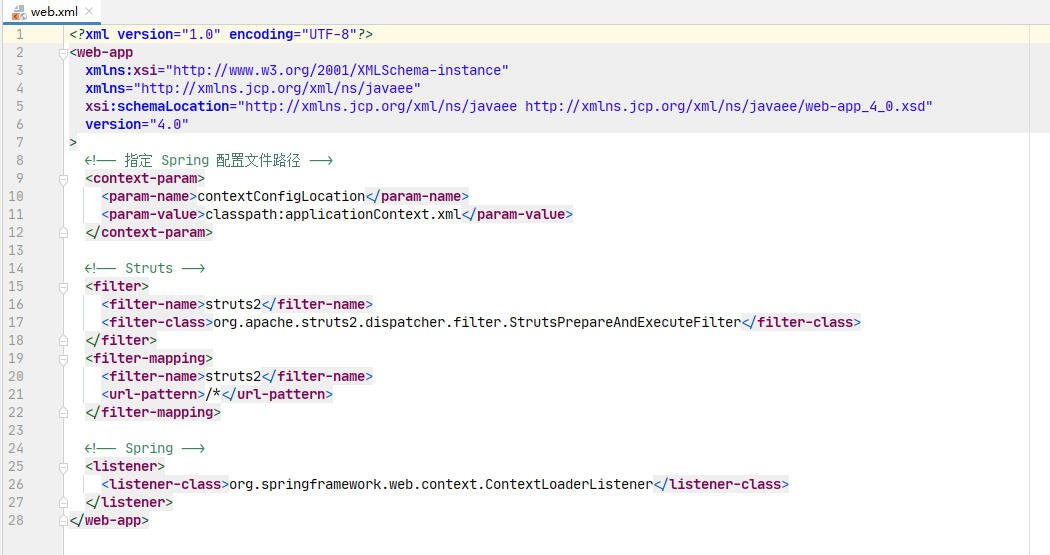 web.xml
1 <?xml version="1.0" encoding="UTF-8"?>
2 <web-app
3 xmlns:xsi="http://www.w3.org/2001/XMLSchema-instance"
4 xmlns="http://xmlns.jcp.org/xml/ns/javaee"
5 xsi:schemaLocation="http://xmlns.jcp.org/xml/ns/javaee http://xmlns.jcp.org/xml/ns/javaee/web-app_4_0.xsd"
6 version="4.0"
7 >
8 <!-- 指定 Spring 配置文件路径 -->
9 <context-param>
10 <param-name>contextConfigLocation</param-name>
11 <param-value>classpath:applicationContext.xml</param-value>
12 </context-param>
13
14 <!-- Struts -->
15 <filter>
16 <filter-name>struts2</filter-name>
17 <filter-class>org.apache.struts2.dispatcher.filter.StrutsPrepareAndExecuteFilter</filter-class>
18 </filter>
19 <filter-mapping>
20 <filter-name>struts2</filter-name>
21 <url-pattern>/*</url-pattern>
22 </filter-mapping>
23
24 <!-- Spring -->
25 <listener>
26 <listener-class>org.springframework.web.context.ContextLoaderListener</listener-class>
27 </listener>
28 </web-app>